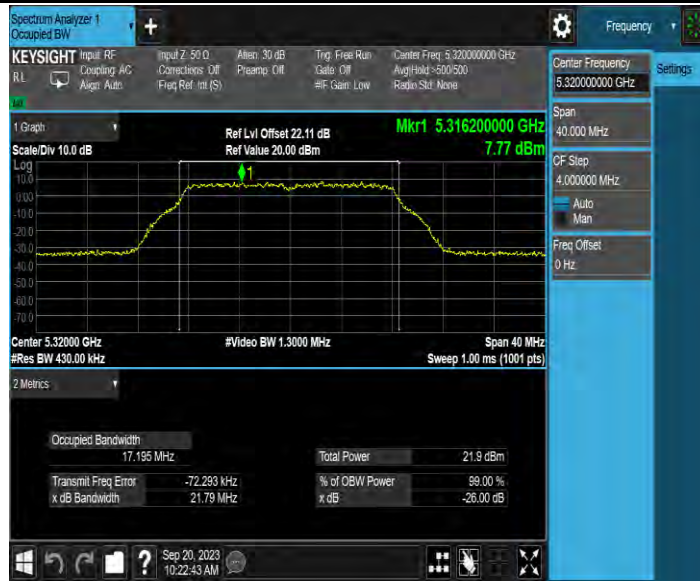 Spectrum Analyzer 1
Occupied BW
+
Frequency
KEYSIGHT
Input: RF
Coupling: AC
Align: Auto
RL
Input Z: 50 Ω
Corrections: Off
Freq Ref: Int (S)
Atten: 30 dB
Preamp: Off
Trig: Free Run
Gate: Off
#IF Gain: Low
Center Freq: 5.320000000 GHz
Avg|Hold:>500/500
Radio Std: None
Center Frequency
5.320000000 GHz
Settings
Span
40.000 MHz
CF Step
4.000000 MHz
Auto
Man
Freq Offset
0 Hz
1 Graph
Ref Lvl Offset 22.11 dB
Mkr1 5.316200000 GHz
Scale/Div 10.0 dB
Ref Value 20.00 dBm
7.77 dBm
Log
10.0
0.00
-10.0
-20.0
-30.0
-40.0
-50.0
-60.0
-70.0
1
Center 5.32000 GHz
#Video BW 1.3000 MHz
Span 40 MHz
#Res BW 430.00 kHz
Sweep 1.00 ms (1001 pts)
2 Metrics
Occupied Bandwidth
17.195 MHz
Total Power
21.9 dBm
Transmit Freq Error
-72.293 kHz
% of OBW Power
99.00 %
x dB Bandwidth
21.79 MHz
x dB
-26.00 dB
?
Sep 20, 2023
10:22:43 AM